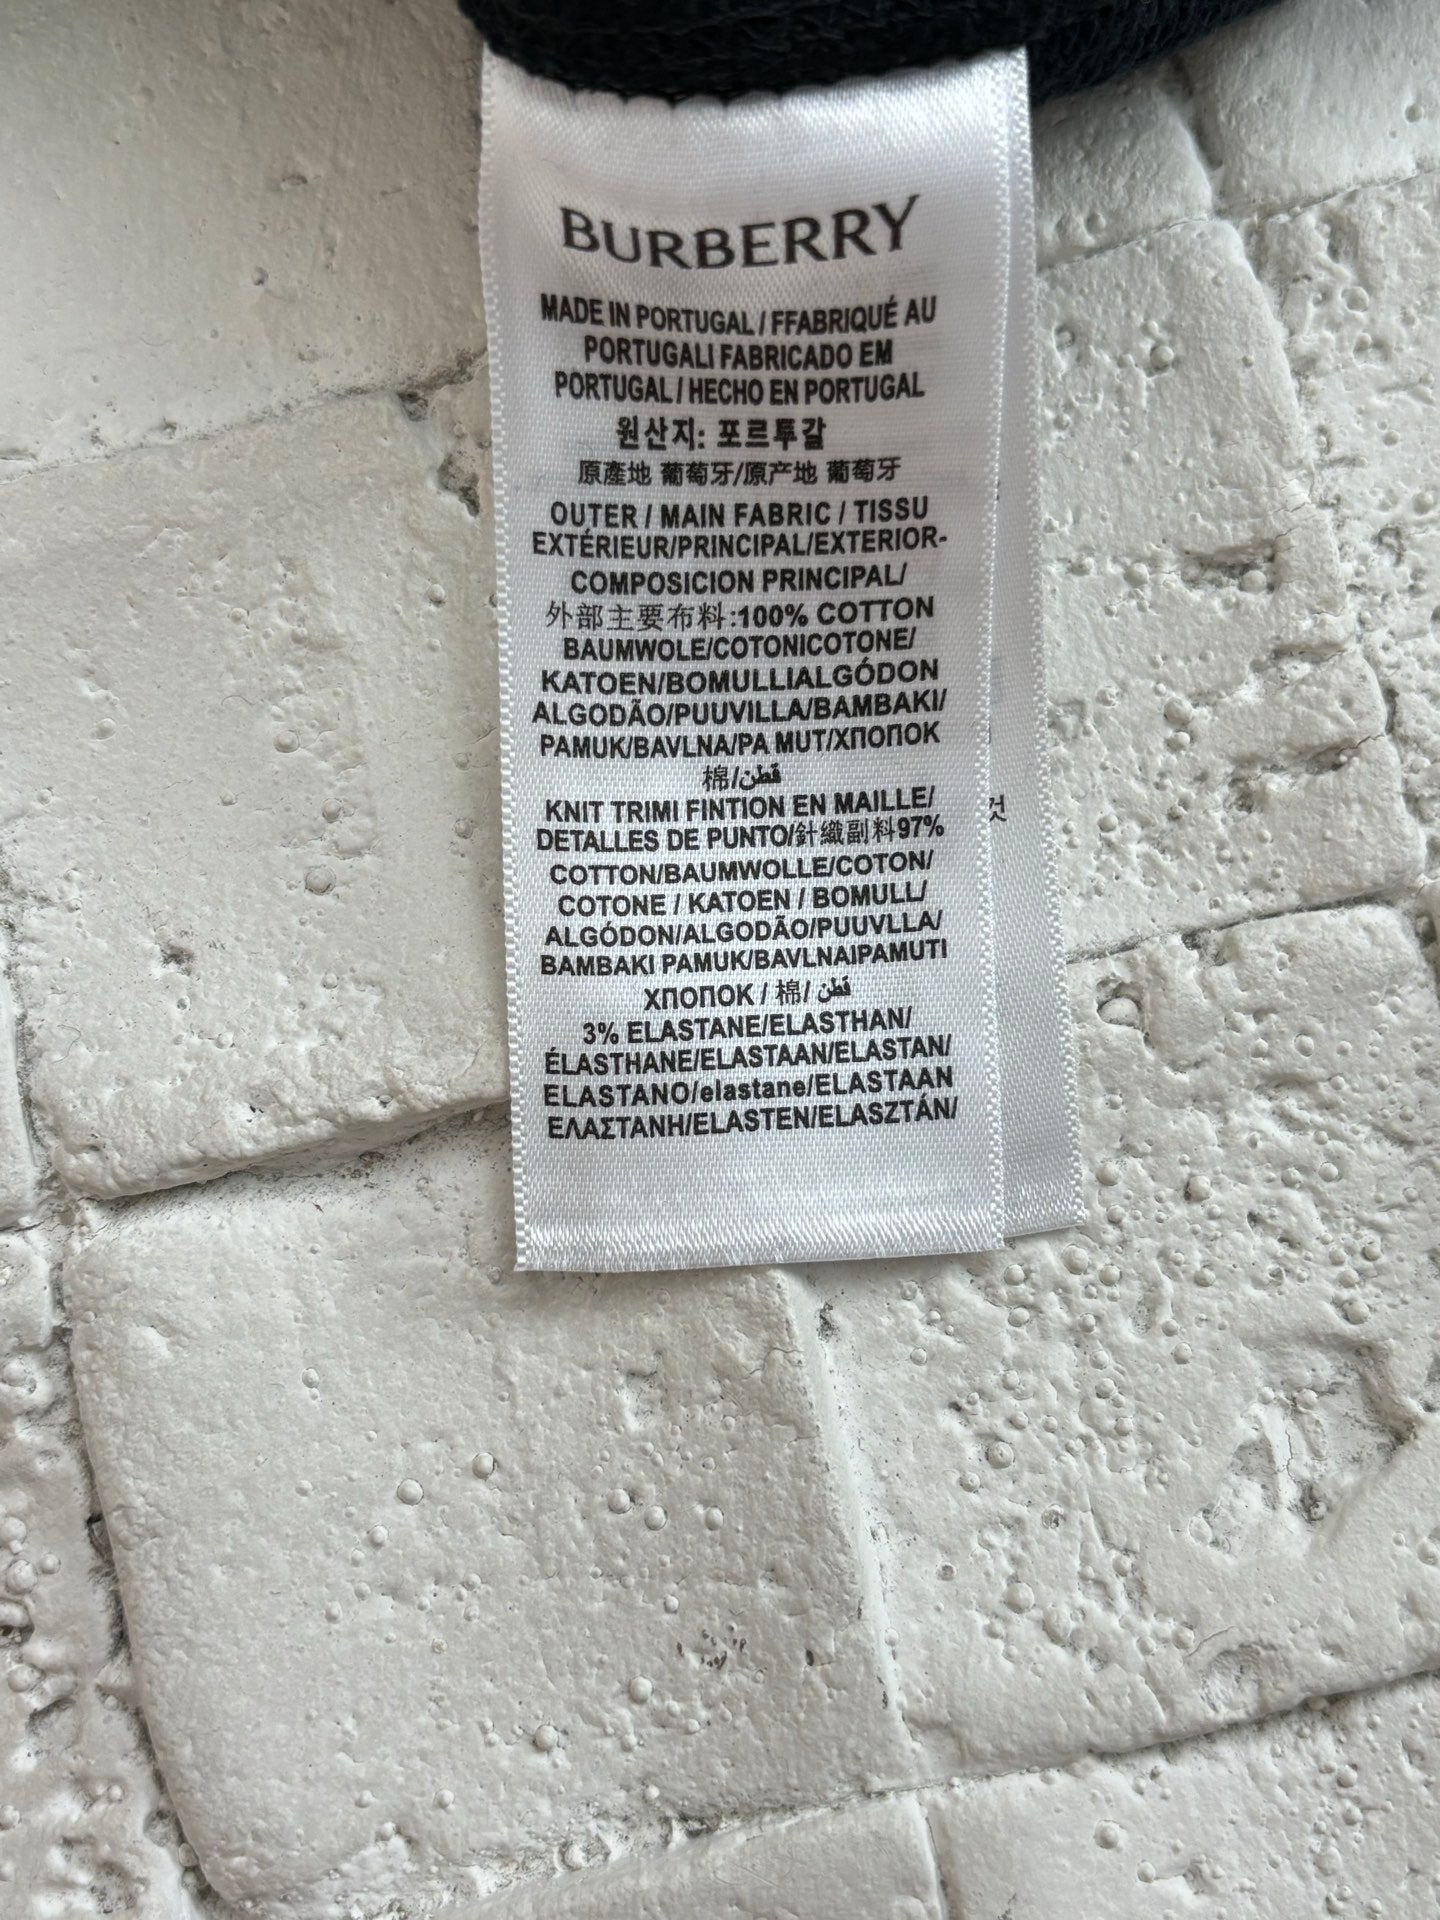 BURBERRY
MADE IN PORTUGAL / FFABRIQUÉ AU
PORTUGALI FABRICADO EM
PORTUGAL / HECHO EN PORTUGAL
원산지: 포르투갈
原產地 葡萄牙/原产地 葡萄牙
OUTER / MAIN FABRIC / TISSU
EXTÉRIEUR/PRINCIPAL/EXTERIOR-
COMPOSICION PRINCIPAL/
外部主要布料:100% COTTON
BAUMWOLE/COTONICOTONE/
KATOEN/BOMULLIALGÓDON
ALGODÃO/PUUVILLA/BAMBAKI/
PAMUK/BAVLNA/PA MUT/XПOПOK
棉/قطن
KNIT TRIMI FINTION EN MAILLE/
DETALLES DE PUNTO/針織副料97%
COTTON/BAUMWOLLE/COTON/
COTONE / KATOEN / BOMULL/
ALGÓDON/ALGODÃO/PUUVLLA/
BAMBAKI PAMUK/BAVLNAIPAMUTI
XПOПOK / 棉/ قطن
3% ELASTANE/ELASTHAN/
ÉLASTHANE/ELASTAAN/ELASTAN/
ELASTANO/elastane/ELASTAAN
ΕΛΑΣΤΑΝΗ/ELASTEN/ELASZTÁN/